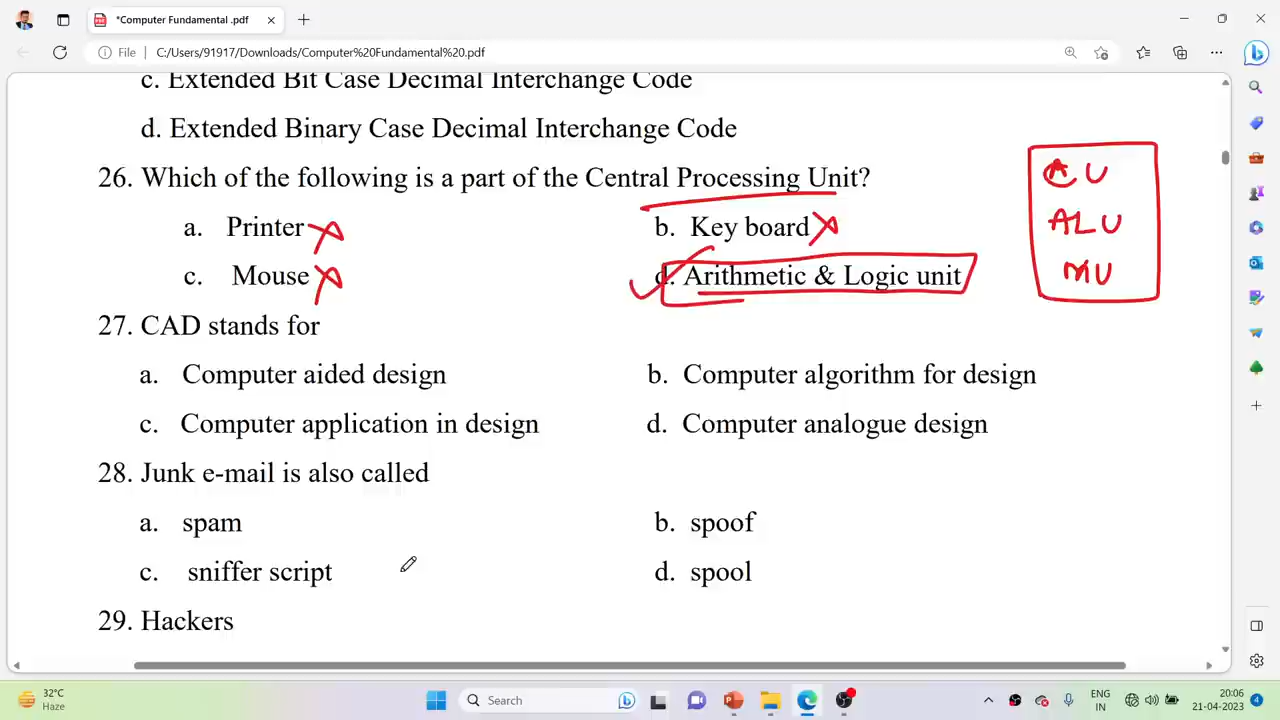 *Computer Fundamental .pdf
File C:/Users/91917/Downloads/Computer%20Fundamental%20.pdf
c. Extended Bit Case Decimal Interchange Code
d. Extended Binary Case Decimal Interchange Code
26. Which of the following is a part of the Central Processing Unit?
a. Printer b. Key board
c. Mouse d. Arithmetic & Logic unit
CU
ALU
MU
27. CAD stands for
a. Computer aided design b. Computer algorithm for design
c. Computer application in design d. Computer analogue design
28. Junk e-mail is also called
a. spam b. spoof
c. sniffer script d. spool
29. Hackers
32°C
Haze
Search
ENG
IN
20:06
21-04-2023
4